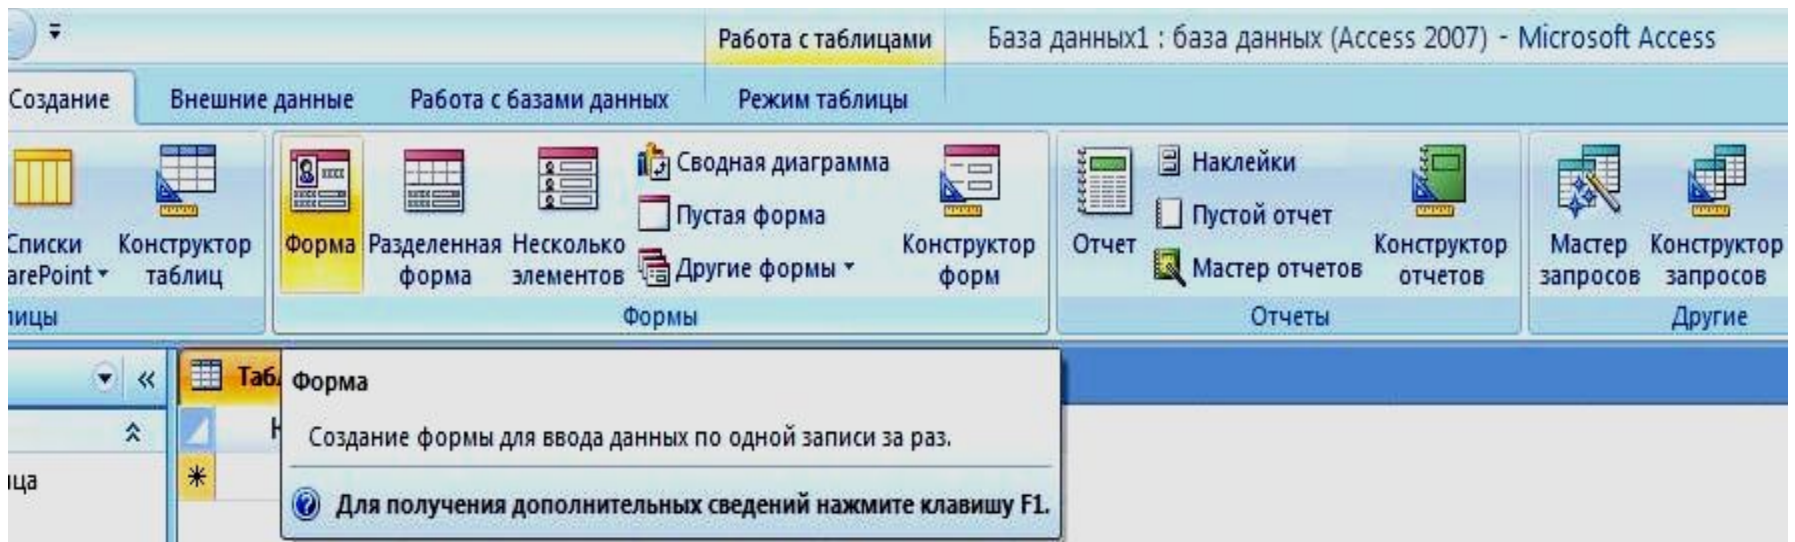 Работа с таблицами
База данных1 : база данных (Access 2007) - Microsoft Access
Создание
Внешние данные
Работа с базами данных
Режим таблицы
Списки
Конструктор таблиц
Форма
Разделенная форма
Несколько элементов
Сводная диаграмма
Пустая форма
Другие формы
Конструктор форм
Отчет
Наклейки
Пустой отчет
Мастер отчетов
Конструктор отчетов
Мастер запросов
Конструктор запросов
Формы
Отчеты
Другие
Форма
Создание формы для ввода данных по одной записи за раз.
Для получения дополнительных сведений нажмите клавишу F1.